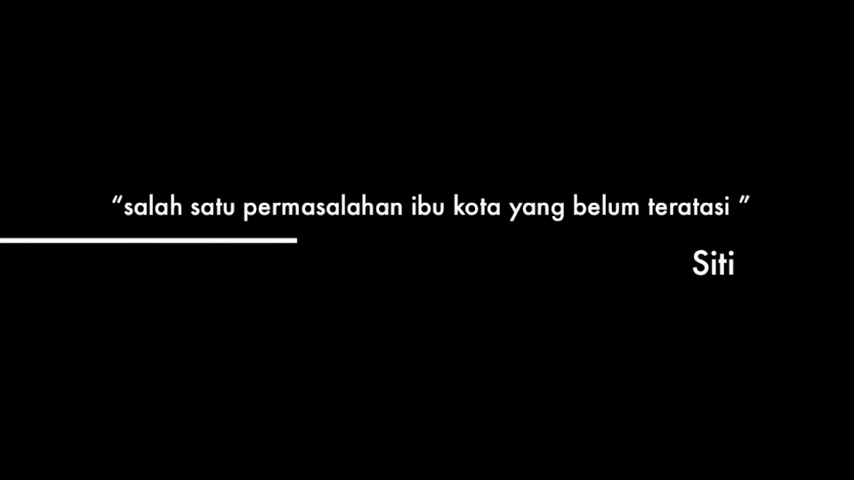 “salah satu permasalahan ibu kota yang belum teratasi ”
Siti